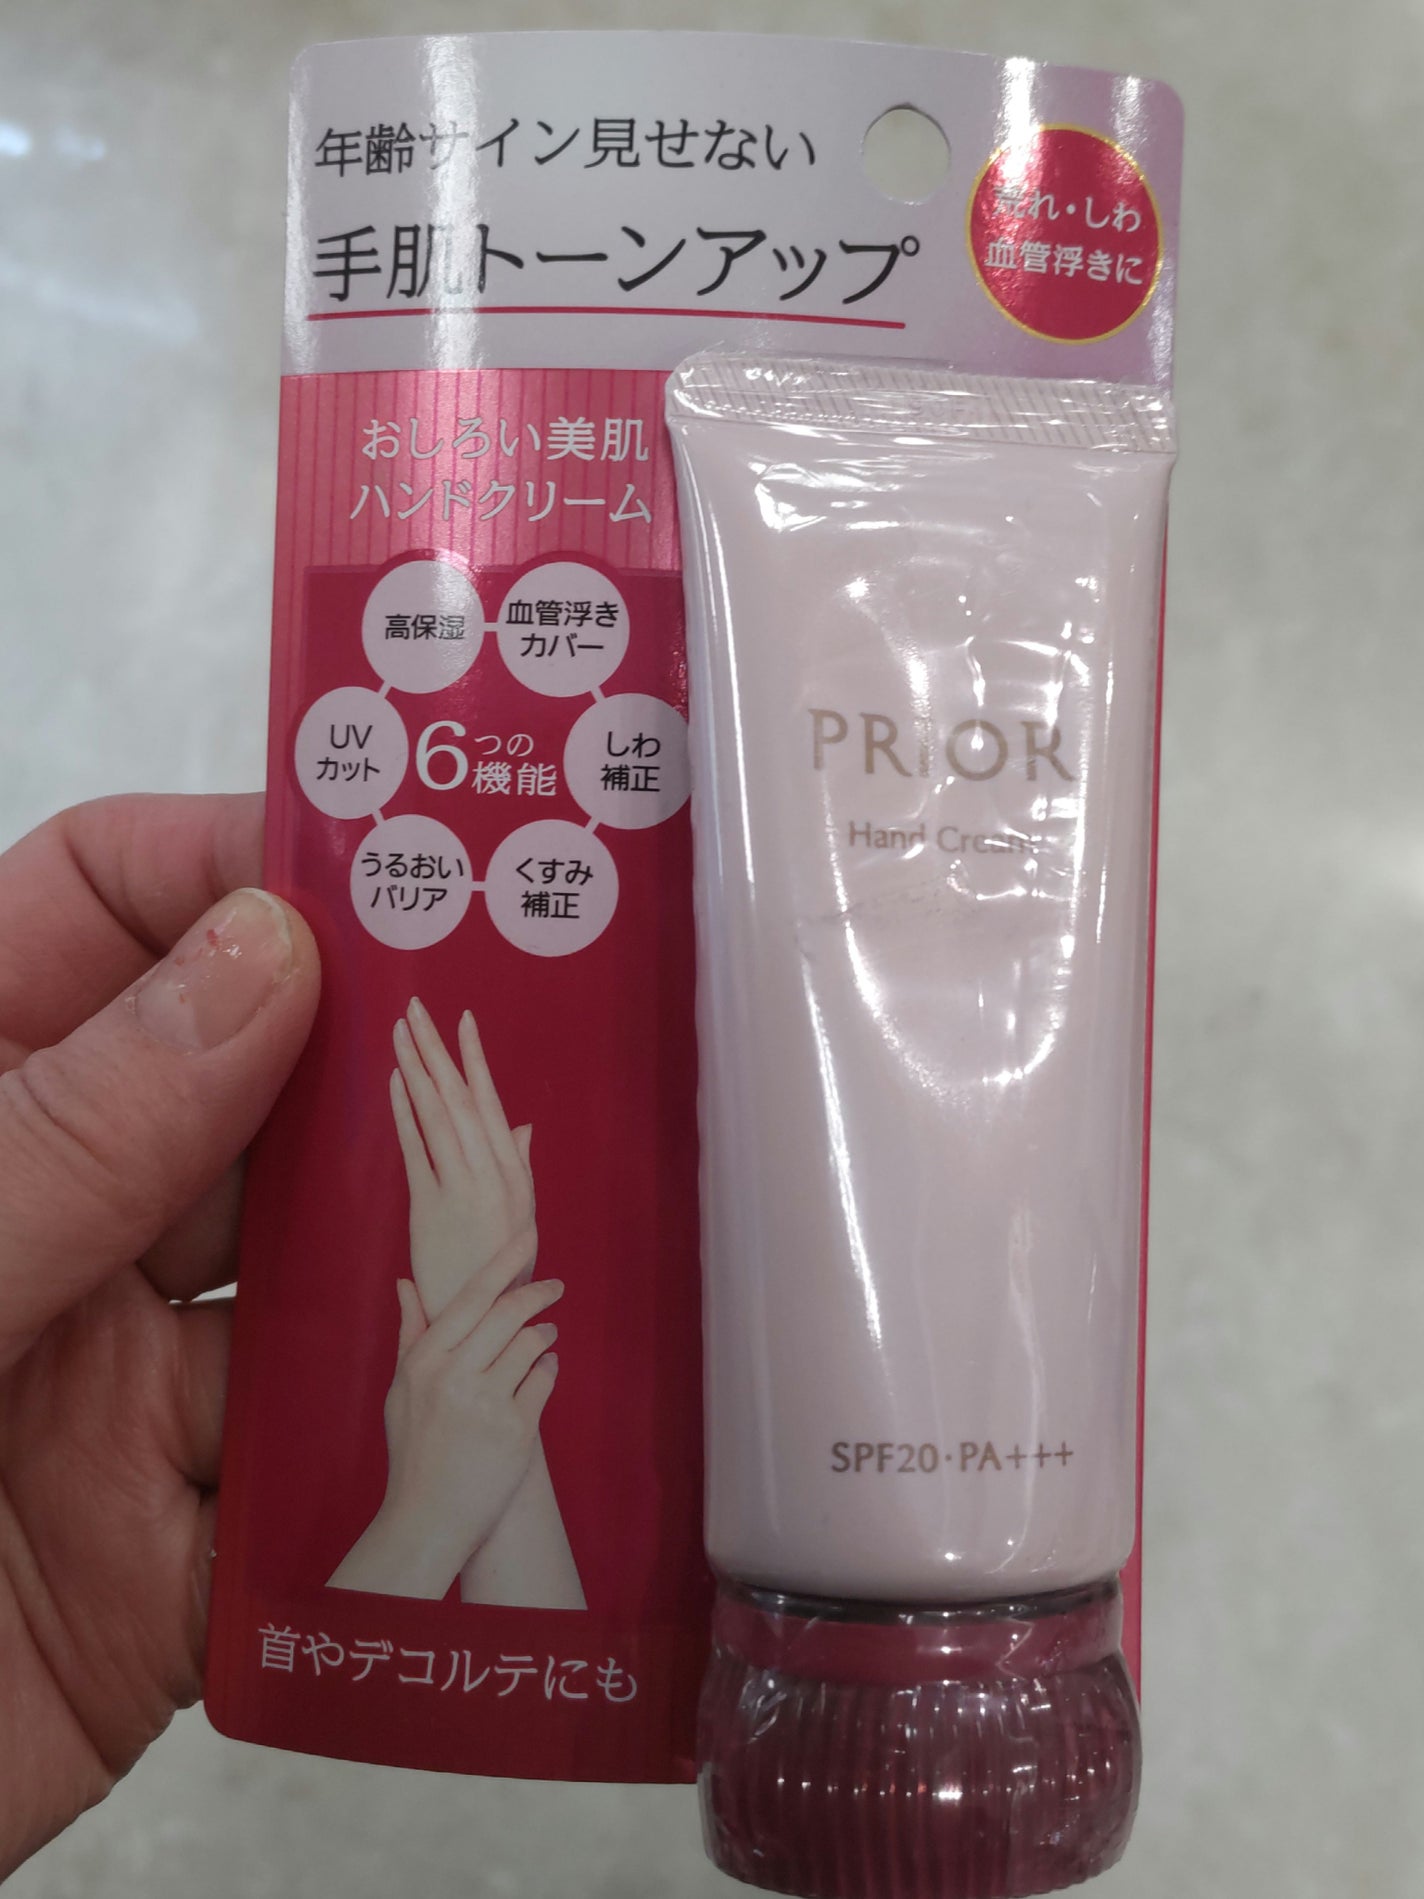 年齢サイン見せない
手肌トーンアップ
荒れ・しわ
血管浮きに
おしろい美肌
ハンドクリーム
高保湿
血管浮き
カバー
UV
カット
6つの
機能
しわ
補正
うるおい
バリア
くすみ
補正
首やデコルテにも
PRIOR
Hand Cream
SPF20・PA+++